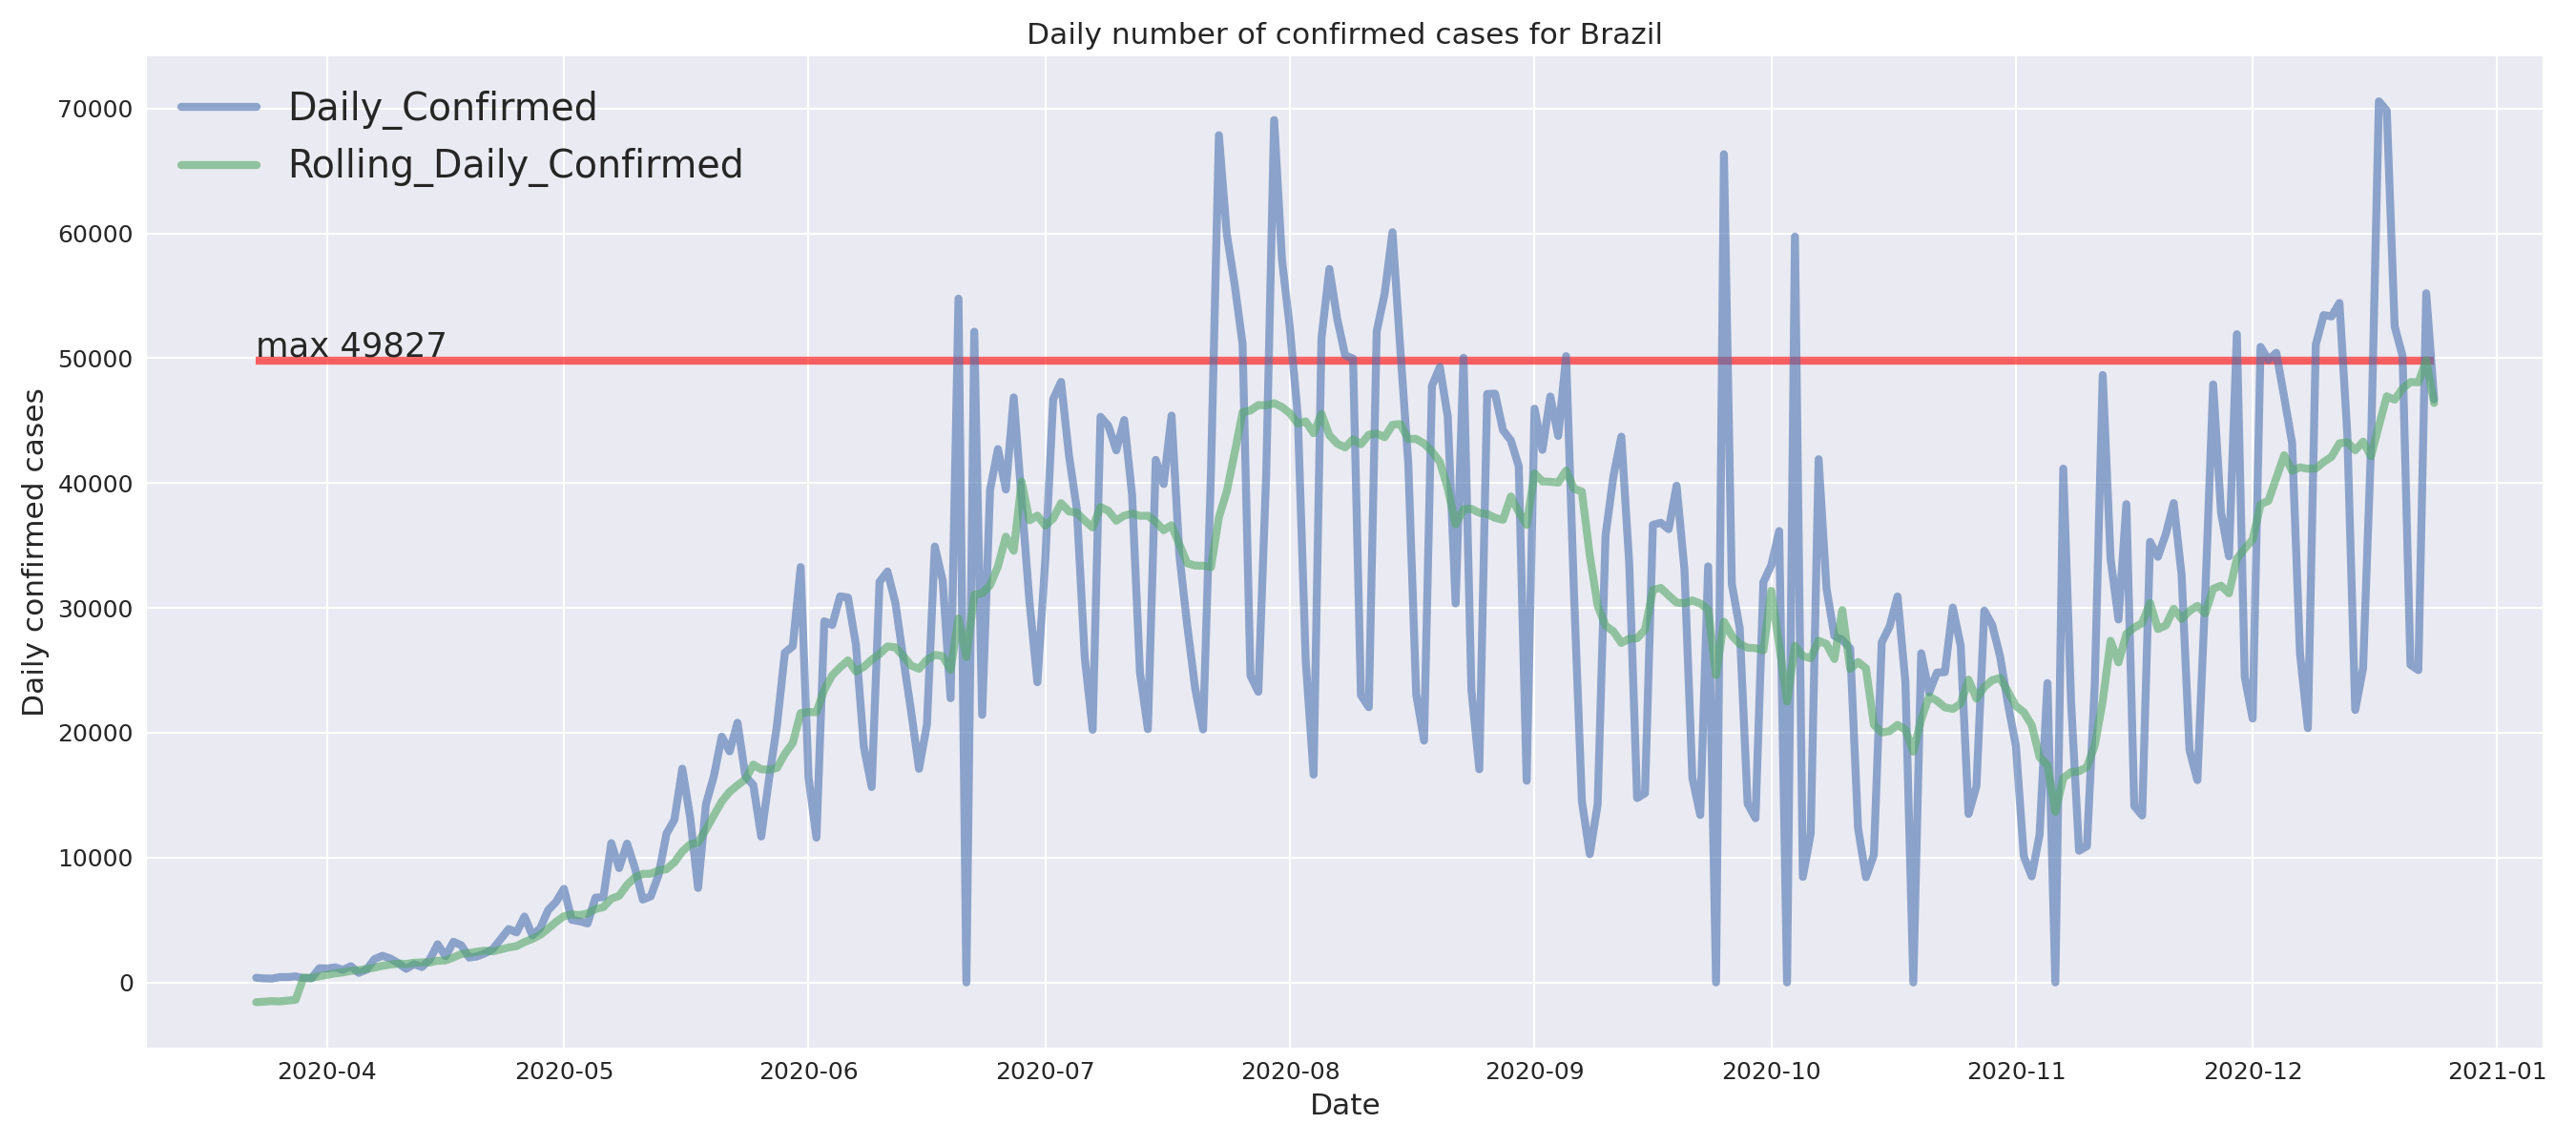 Daily number of confirmed cases for Brazil
Daily_Confirmed
Rolling_Daily_Confirmed
max 49827
Daily confirmed cases
70000
60000
50000
40000
30000
20000
10000
0
2020-04 2020-05 2020-06 2020-07 2020-08 2020-09 2020-10 2020-11 2020-12 2021-01
Date